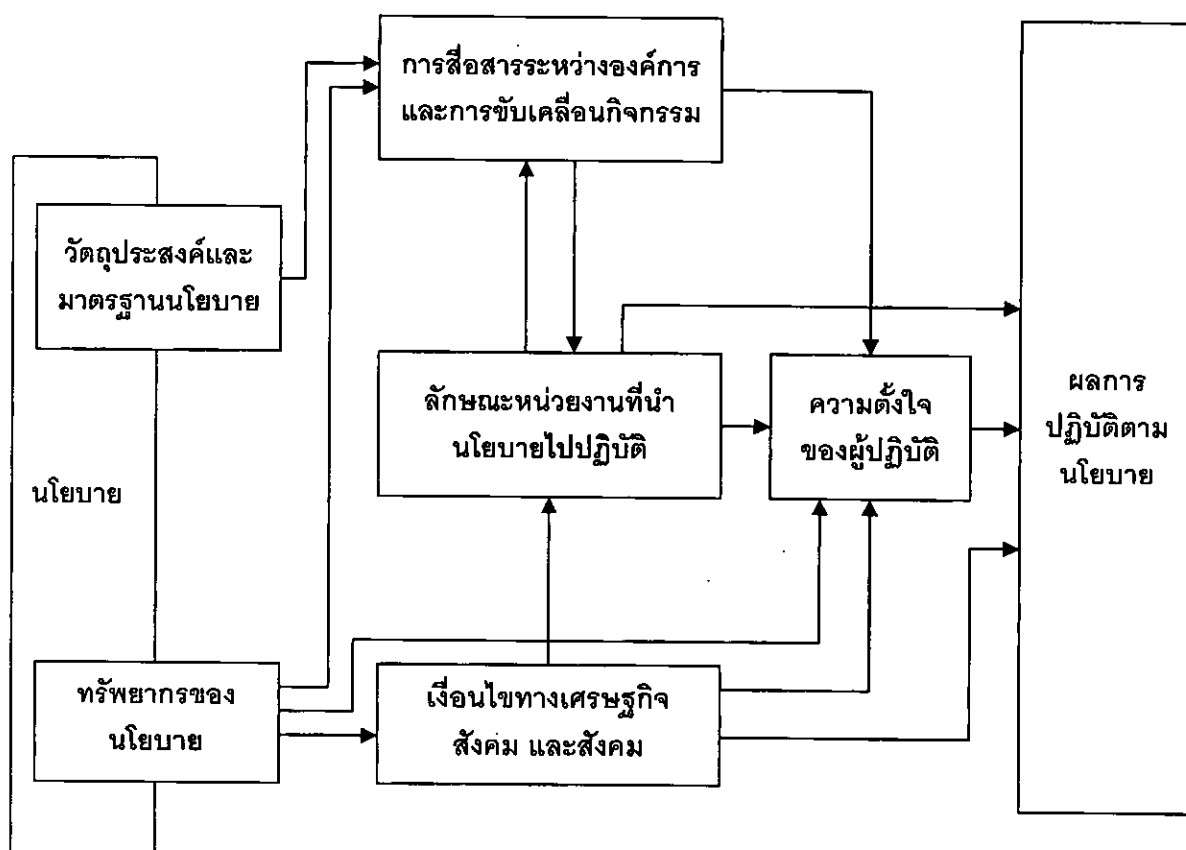 การสื่อสารระหว่างองค์การ
และการขับเคลื่อนกิจกรรม
วัตถุประสงค์และ
มาตรฐานนโยบาย
ลักษณะหน่วยงานที่นำ
นโยบายไปปฏิบัติ
ความตั้งใจ
ของผู้ปฏิบัติ
ผลการ
ปฏิบัติตาม
นโยบาย
นโยบาย
ทรัพยากรของ
นโยบาย
เงื่อนไขทางเศรษฐกิจ
สังคม และสังคม